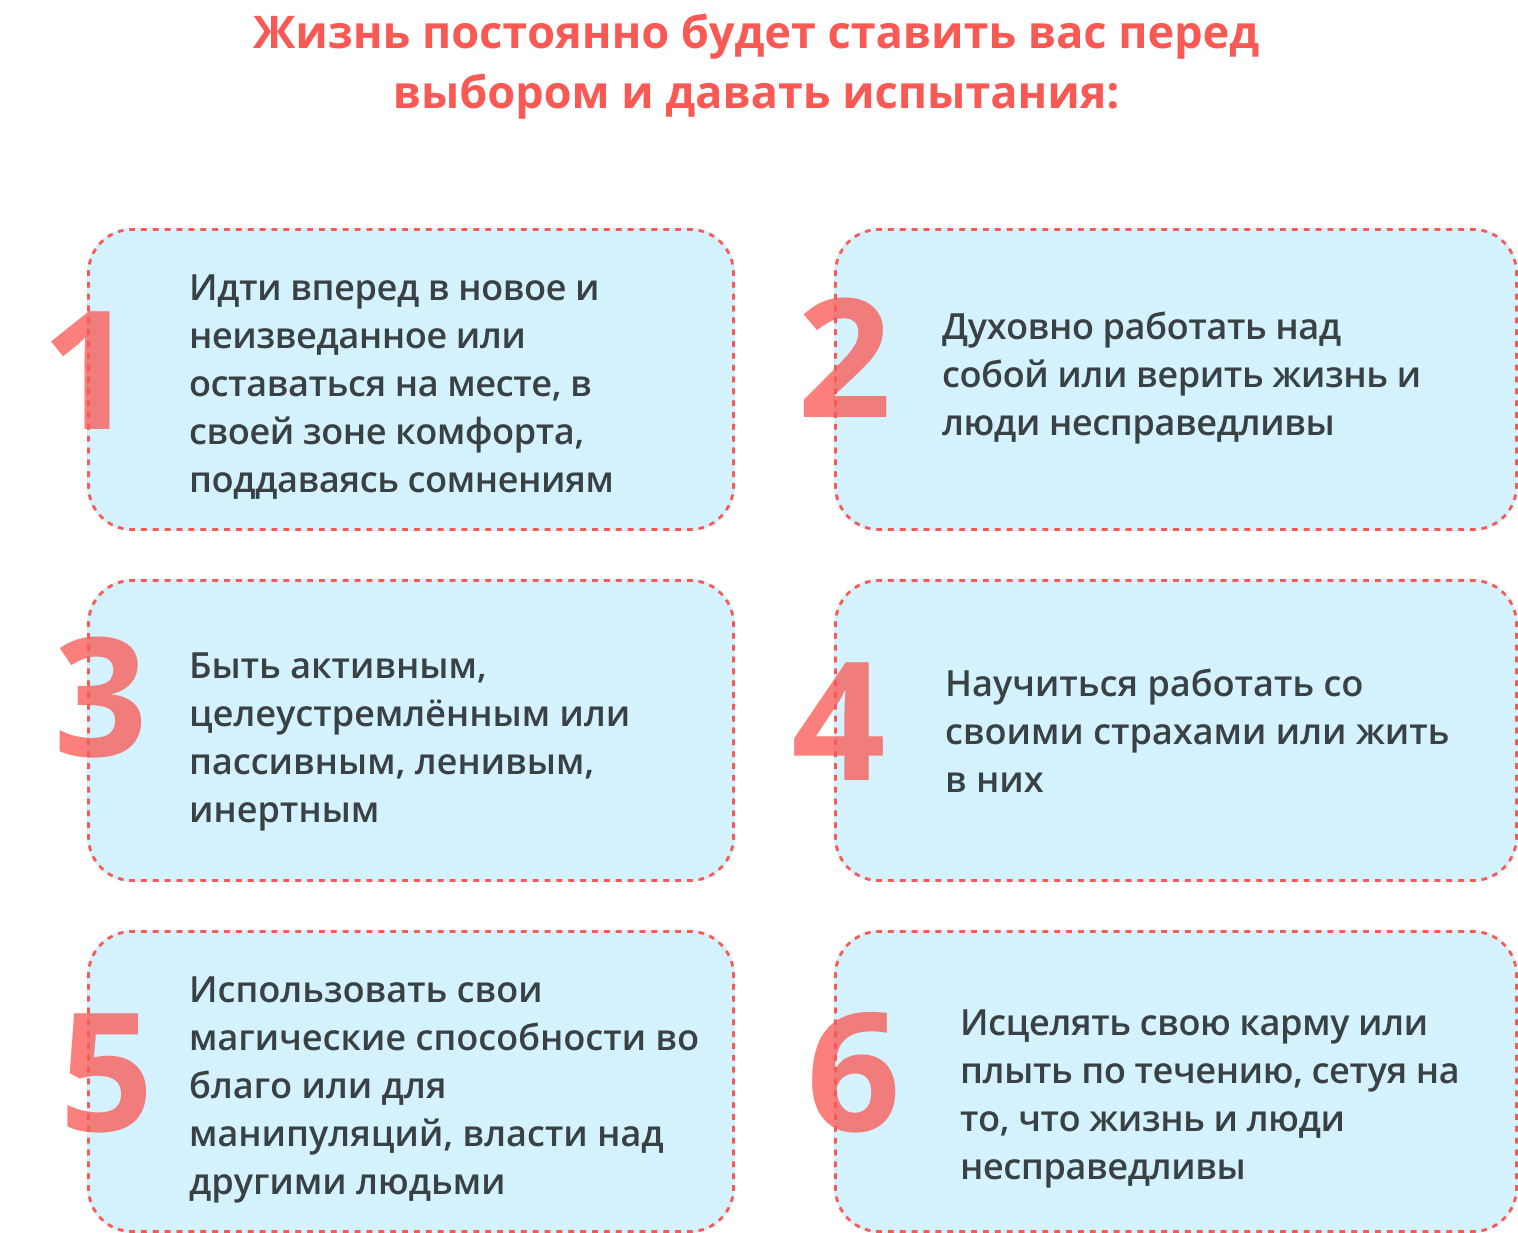 Жизнь постоянно будет ставить вас перед
выбором и давать испытания:
1
Идти вперед в новое и
неизведанное или
оставаться на месте, в
своей зоне комфорта,
поддаваясь сомнениям
2
Духовно работать над
собой или верить жизнь и
люди несправедливы
3
Быть активным,
целеустремлённым или
пассивным, ленивым,
инертным
4
Научиться работать со
своими страхами или жить
в них
5
Использовать свои
магические способности во
благо или для
манипуляций, власти над
другими людьми
6
Исцелять свою карму или
плыть по течению, сетуя на
то, что жизнь и люди
несправедливы